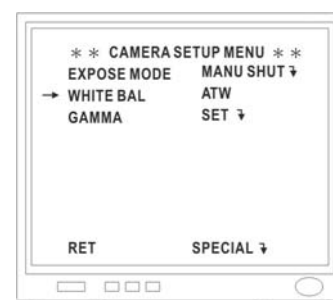 ** CAMERA SETUP MENU **
EXPOSE MODE MANU SHUT ↴
→ WHITE BAL ATW
GAMMA SET ↴
RET SPECIAL ↴